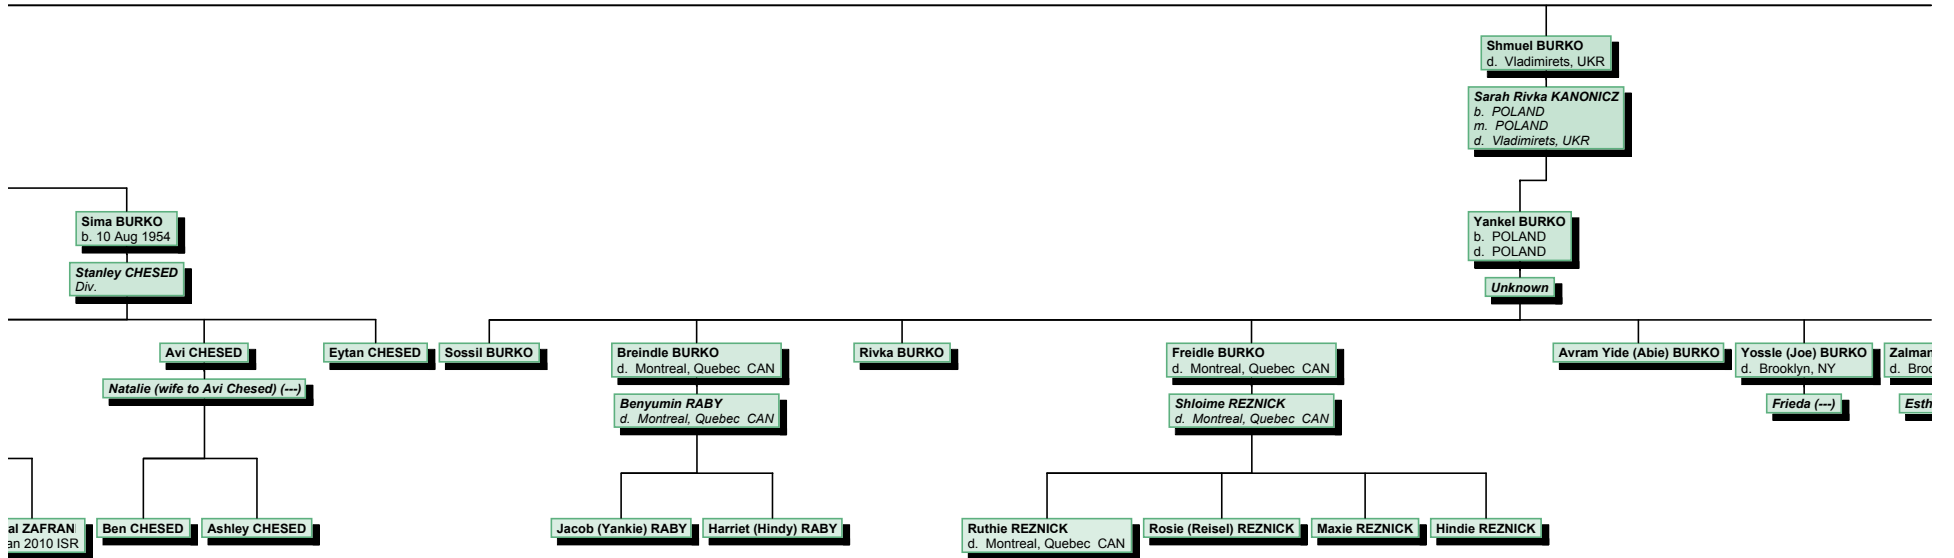 Shmuel BURKO
d. Vladimirets, UKR
Sarah Rivka KANONICZ
b. POLAND
m. POLAND
d. Vladimirets, UKR
Sima BURKO
b. 10 Aug 1954
Stanley CHESED
Div.
Yankel BURKO
b. POLAND
d. POLAND
Unknown
Avi CHESED
Natalie (wife to Avi Chesed) (---)
Eytan CHESED
Sossil BURKO
Breindle BURKO
d. Montreal, Quebec CAN
Benyumin RABY
d. Montreal, Quebec CAN
Rivka BURKO
Freidle BURKO
d. Montreal, Quebec CAN
Shloime REZNICK
d. Montreal, Quebec CAN
Avram Yide (Abie) BURKO
Yossle (Joe) BURKO
d. Brooklyn, NY
Frieda (---)
Zalman
d.
ZAFRAN
2010 ISR
Ben CHESED
Ashley CHESED
Jacob (Yankie) RABY
Harriet (Hindy) RABY
Ruthie REZNICK
d. Montreal, Quebec CAN
Rosie (Reisel) REZNICK
Maxie REZNICK
Hindie REZNICK